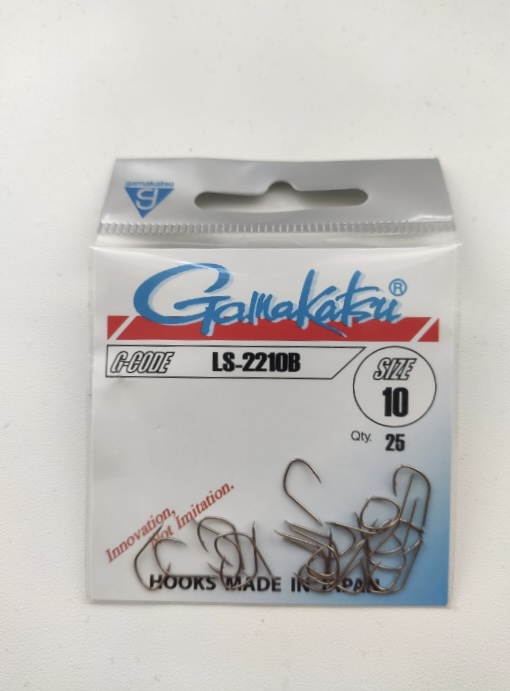 gamakatsu
Gamakatsu®
G-CODE LS-2210B
SIZE
10
Qty. 25
Innovation,
Not Imitation.
HOOKS MADE IN JAPAN